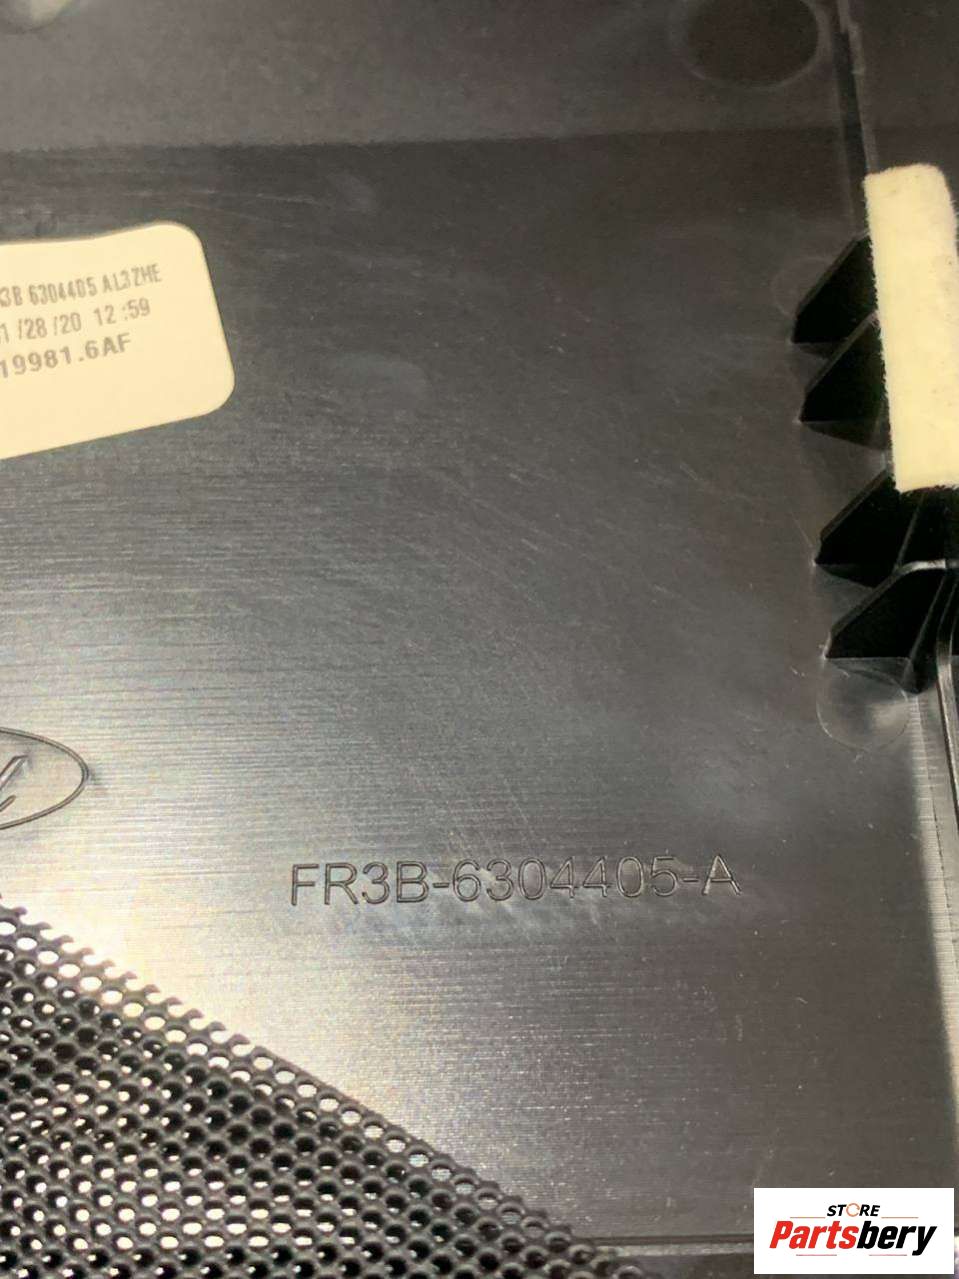 3B 6304405 AL3ZHE
1 /28 /20 12 :59
19981.6AF
FR3B-6304405-A
STORE
Partsbery